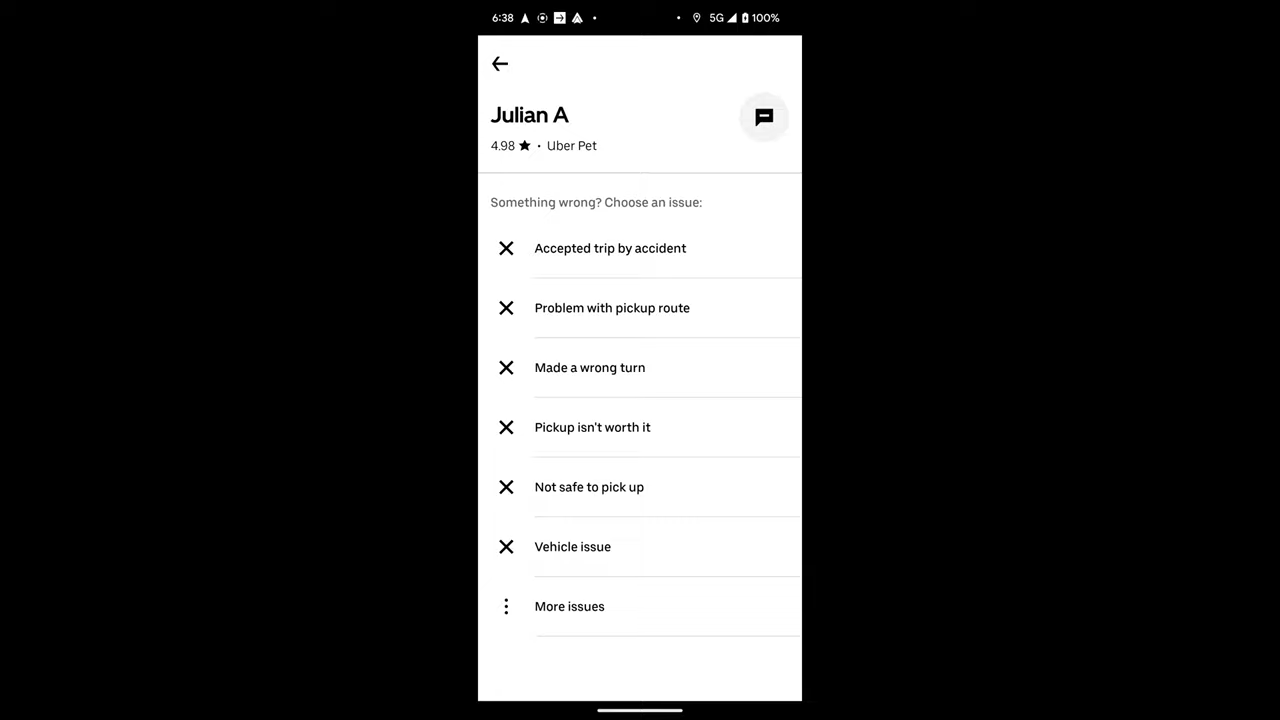 6:38 5G 100%
Julian A
4.98 ★ • Uber Pet
Something wrong? Choose an issue:
Accepted trip by accident
Problem with pickup route
Made a wrong turn
Pickup isn't worth it
Not safe to pick up
Vehicle issue
More issues